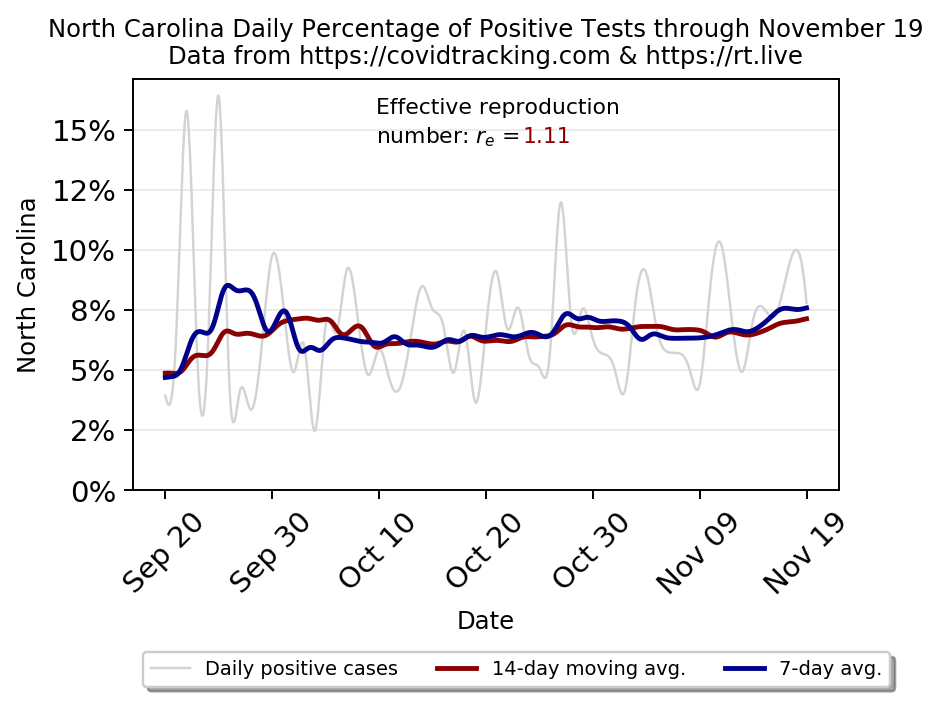 North Carolina Daily Percentage of Positive Tests through November 19
Data from https://covidtracking.com & https://rt.live
Effective reproduction
number: r_e = 1.11
North Carolina
15%
12%
10%
8%
5%
2%
0%
Sep 20
Sep 30
Oct 10
Oct 20
Oct 30
Nov 09
Nov 19
Date
Daily positive cases
14-day moving avg.
7-day avg.